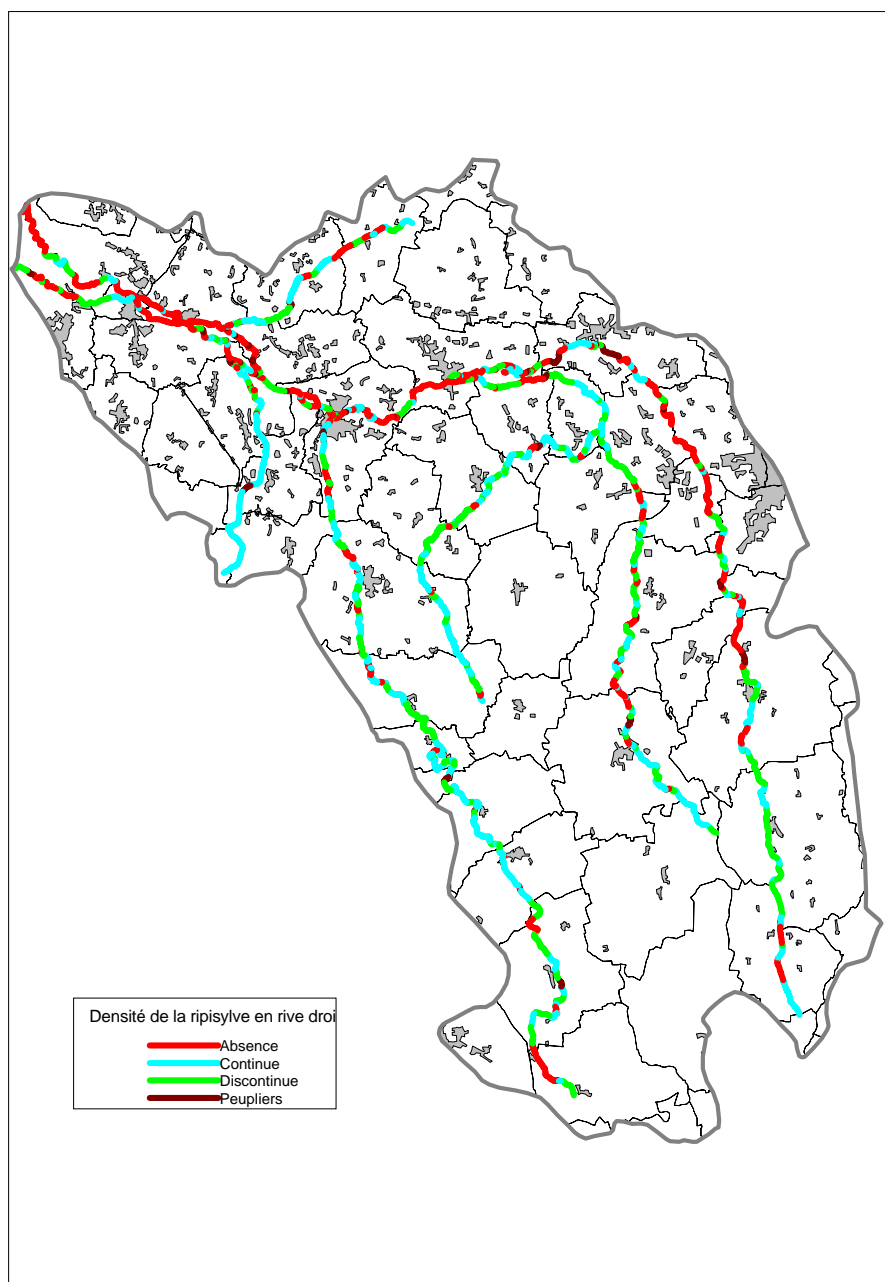 Densité de la ripisylve en rive droi
Absence
Continue
Discontinue
Peupliers